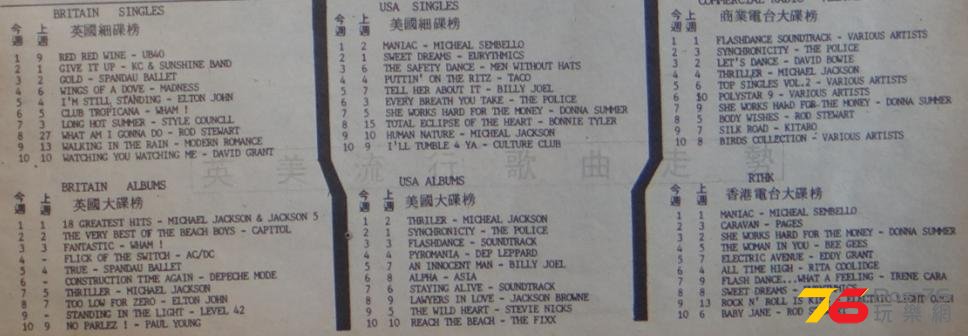 BRITAIN SINGLES
今週 上週 英國細碟榜
1 9 RED RED WINE - UB40
2 1 GIVE IT UP - KC & SUNSHINE BAND
3 2 GOLD - SPANDAU BALLET
4 6 WINGS OF A DOVE - MADNESS
5 4 I'M STILL STANDING - ELTON JOHN
6 5 CLUB TROPICANA - WHAM !
7 3 LONG HOT SUMMER - STYLE COUNCLL
8 27 WHAT AM I GONNA DO - ROD STEWART
9 13 WALKING IN THE RAIN - MODERN ROMANCE
10 10 WATCHING YOU WATCHING ME - DAVID GRANT
BRITAIN ALBUMS
今週 上週 英國大碟榜
1 1 18 GREATEST HITS - MICHAEL JACKSON & JACKSON 5
2 2 THE VERY BEST OF THE BEACH BOYS - CAPITOL
3 3 FANTASTIC - WHAM !
4 - FLICK OF THE SWITCH - AC/DC
5 4 TRUE - SPANDAU BALLET
6 - CONSTRUCTION TIME AGAIN - DEPECHE MODE
7 5 THRILLER - MICHAEL JACKSON
8 7 TOO LOW FOR ZERO - ELTON JOHN
9 - STANDING IN THE LIGHT - LEVEL 42
10 9 NO PARLEZ ! - PAUL YOUNG
USA SINGLES
今週 上週 美國細碟榜
1 2 MANIAC - MICHEAL SEMBELLO
2 1 SWEET DREAMS - EURYTHMICS
3 6 THE SAFETY DANCE - MEN WITHOUT HATS
4 4 PUTTIN' ON THE RITZ - TACO
5 7 TELL HER ABOUT IT - BILLY JOEL
6 3 EVERY BREATH YOU TAKE - THE POLICE
7 5 SHE WORKS HARD FOR THE MONEY - DONNA SUMMER
8 15 TOTAL ECLIPSE OF THE HEART - BONNIE TYLER
9 10 HUMAN NATURE - MICHEAL JACKSON
10 9 I'LL TUMBLE 4 YA - CULTURE CLUB
USA ALBUMS
今週 上週 美國大碟榜
1 2 THRILER - MICHEAL JACKSON
2 1 SYNCHRONICTY - THE POLICE
3 3 FLASHDANCE - SOUNDTRACK
4 4 PYROMANIA - DEP LEPPARD
5 7 AN INNOCENT MAN - BILLY JOEL
6 8 ALPHA - ASIA
7 6 STAYING ALIVE - SOUNDTRACK
8 9 LAWYERS IN LOVE - JACKSON BROWNE
9 5 THE WILD HEART - STEVIE NICKS
10 10 REACH THE BEACH - THE FIXX
COMMERCIAL RADIO
今週 上週 商業電台大碟榜
1 1 FLASHDANCE SOUNDTRACK - VARIOUS ARTISTS
2 3 SYNCHRONICITY - THE POLICE
3 2 LET'S DANCE - DAVID BOWIE
4 4 THRILLER - MICHAEL JACKSON
5 6 TOP SINGLES VOL.2 - VARIOUS ARTISTS
6 10 POLYSTAR 9 - VARIOUS ARTISTS
7 9 SHE WORKS HARD FOR THE MONEY - DONNA SUMMER
8 5 BODY WISHES - ROD STEWART
9 7 SILK ROAD - KITARO
10 8 BIRDS COLLECTION - VARIOUS ARTISTS
RTHK
今週 上週 香港電台大碟榜
1 1 MANIAC - MICHEAL SEMBELLO
2 3 CARAVAN - PAGES
3 2 SHE WORKS HARD FOR THE MONEY - DONNA SUMMER
4 5 THE WOMAN IN YOU - BEE GEES
5 7 ELECTRIC AVENUE - EDDY GRANT
6 4 ALL TIME HIGH - RITA COOLIDGE
7 9 FLASH DANCE...WHAT A FEELING - IRENE CARA
8 8 SWEET DREAMS -
9 13 ROCK N' ROLL IS
10 6 BABY JANE - ROD
英美流行歌曲走勢
76
玩樂網